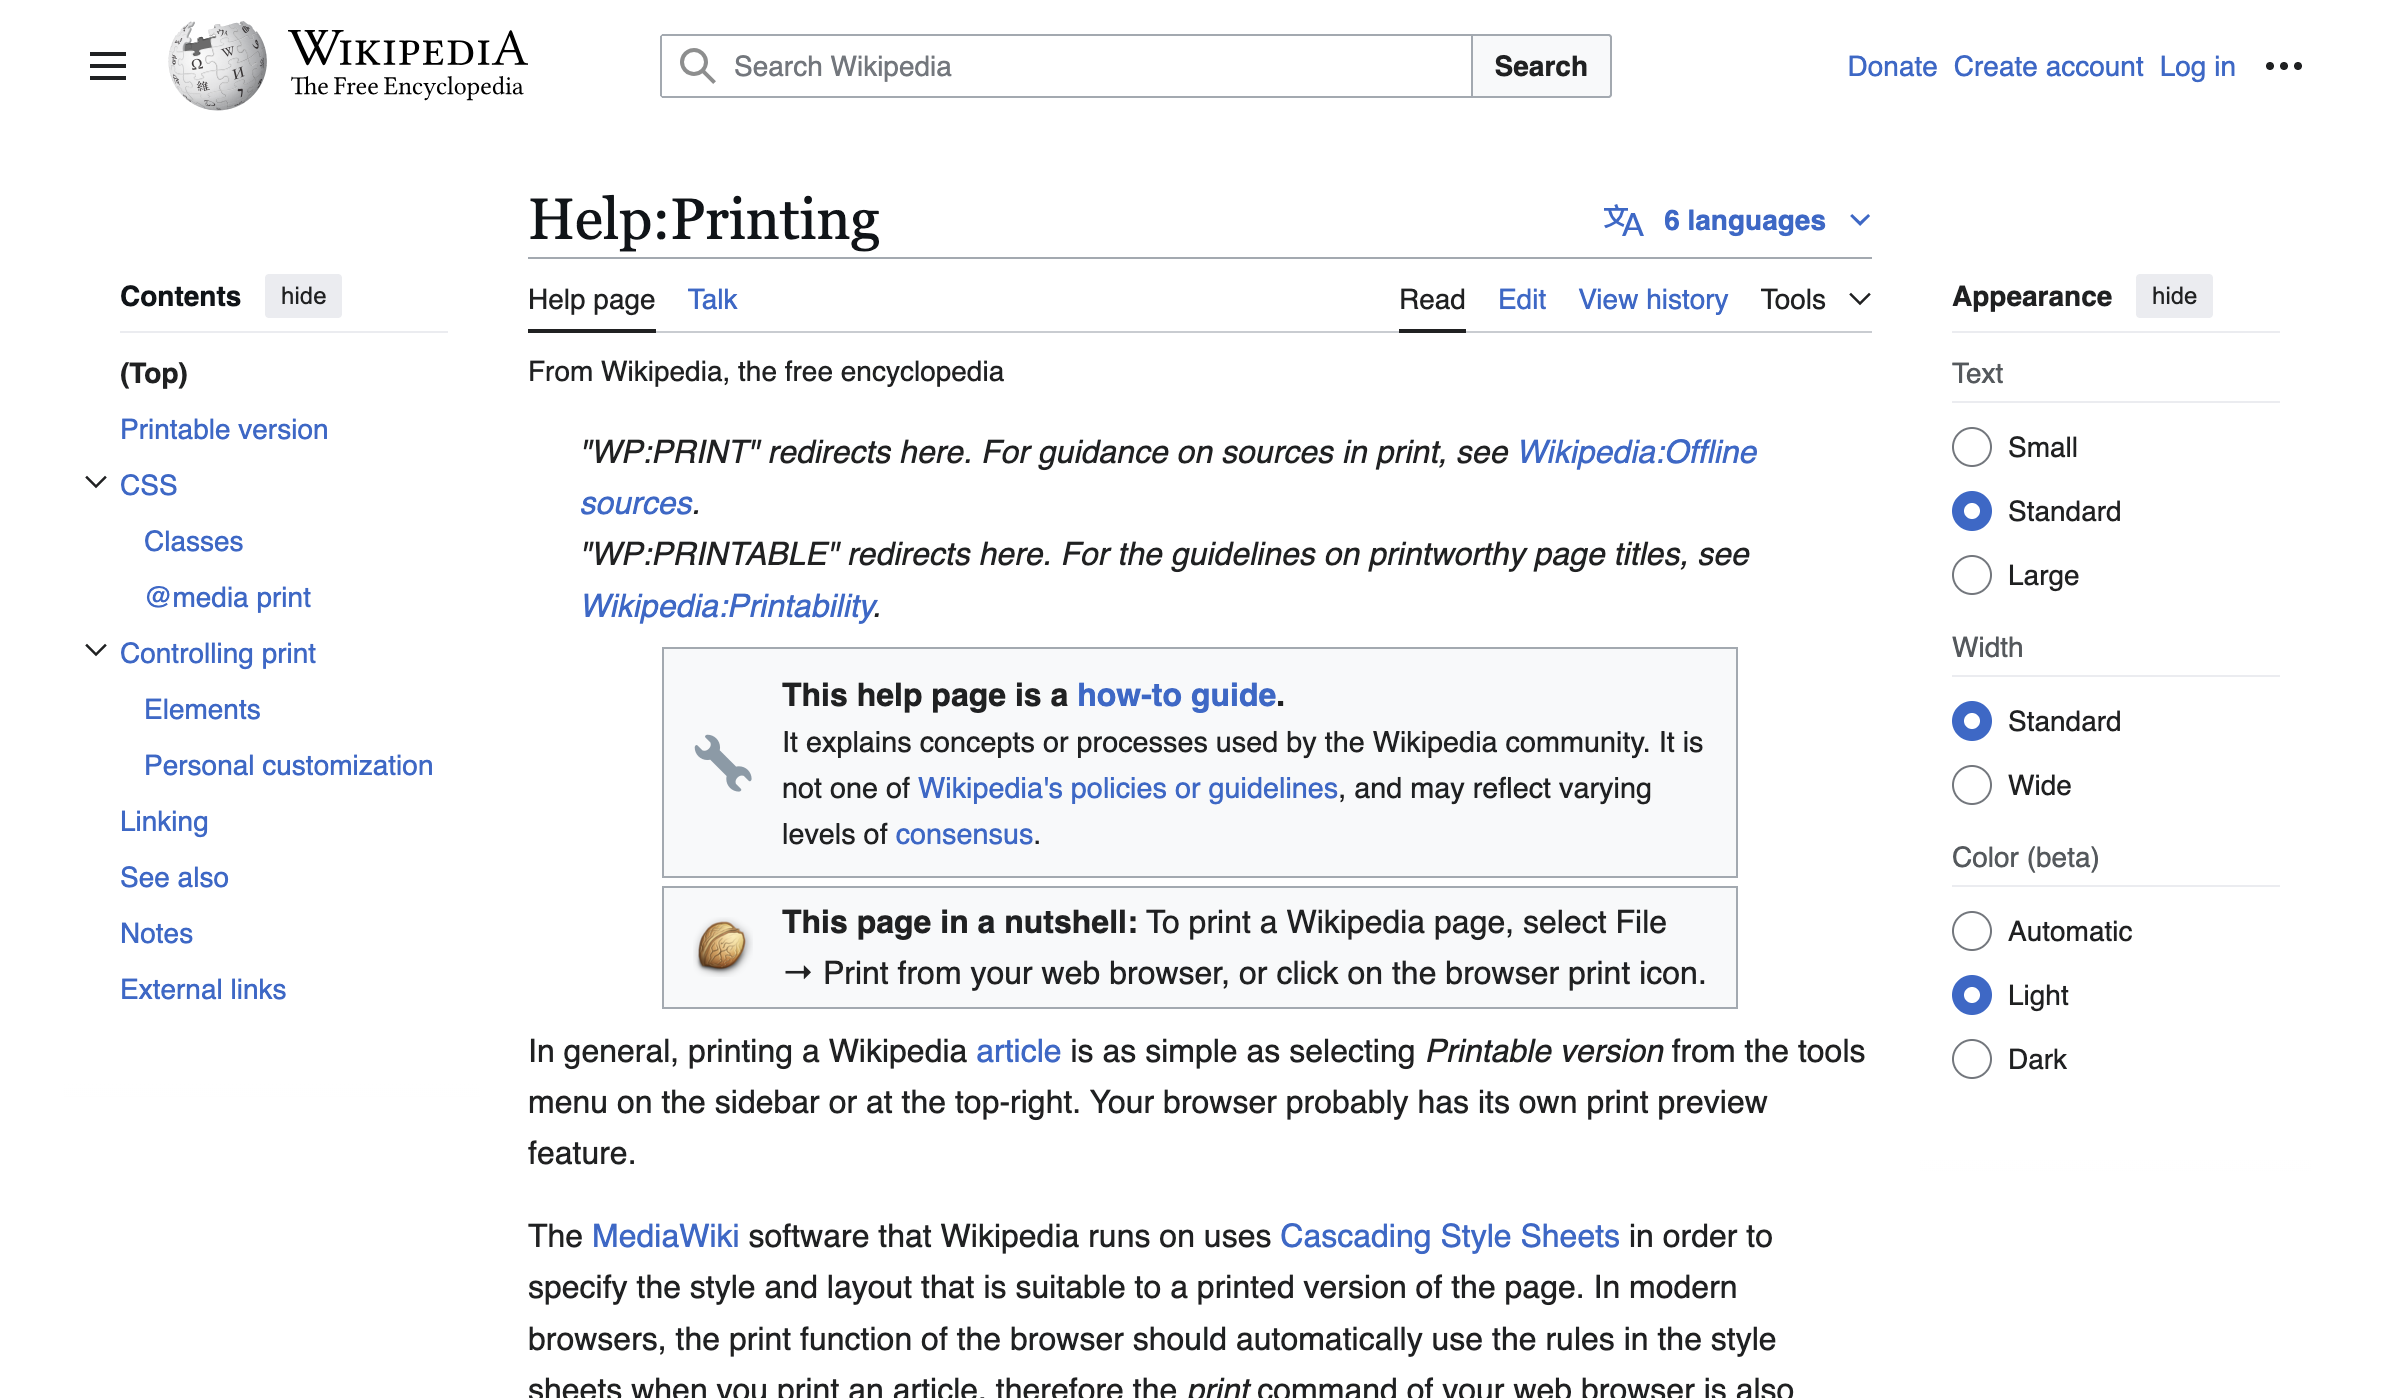 WIKIPEDIA
The Free Encyclopedia
Search Wikipedia
Search
Donate Create account Log in
Help:Printing
6 languages
Contents hide
(Top)
Printable version
CSS
Classes
@media print
Controlling print
Elements
Personal customization
Linking
See also
Notes
External links
Help page Talk
Read Edit View history Tools
From Wikipedia, the free encyclopedia
"WP:PRINT" redirects here. For guidance on sources in print, see Wikipedia:Offline
sources.
"WP:PRINTABLE" redirects here. For the guidelines on printworthy page titles, see
Wikipedia:Printability.
This help page is a how-to guide.
It explains concepts or processes used by the Wikipedia community. It is
not one of Wikipedia's policies or guidelines, and may reflect varying
levels of consensus.
This page in a nutshell: To print a Wikipedia page, select File
→ Print from your web browser, or click on the browser print icon.
In general, printing a Wikipedia article is as simple as selecting Printable version from the tools
menu on the sidebar or at the top-right. Your browser probably has its own print preview
feature.
The MediaWiki software that Wikipedia runs on uses Cascading Style Sheets in order to
specify the style and layout that is suitable to a printed version of the page. In modern
browsers, the print function of the browser should automatically use the rules in the style
sheets when you print an article, therefore the print command of your web browser is also
Appearance hide
Text
Small
Standard
Large
Width
Standard
Wide
Color (beta)
Automatic
Light
Dark